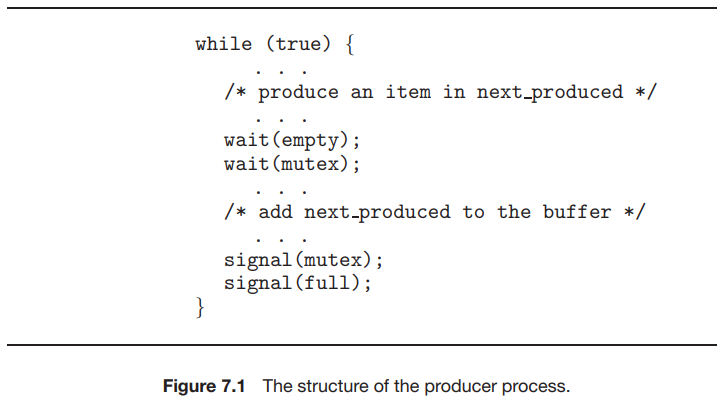 while (true) {
. . .
/* produce an item in next_produced */
. . .
wait(empty);
wait(mutex);
. . .
/* add next_produced to the buffer */
. . .
signal(mutex);
signal(full);
}
Figure 7.1 The structure of the producer process.